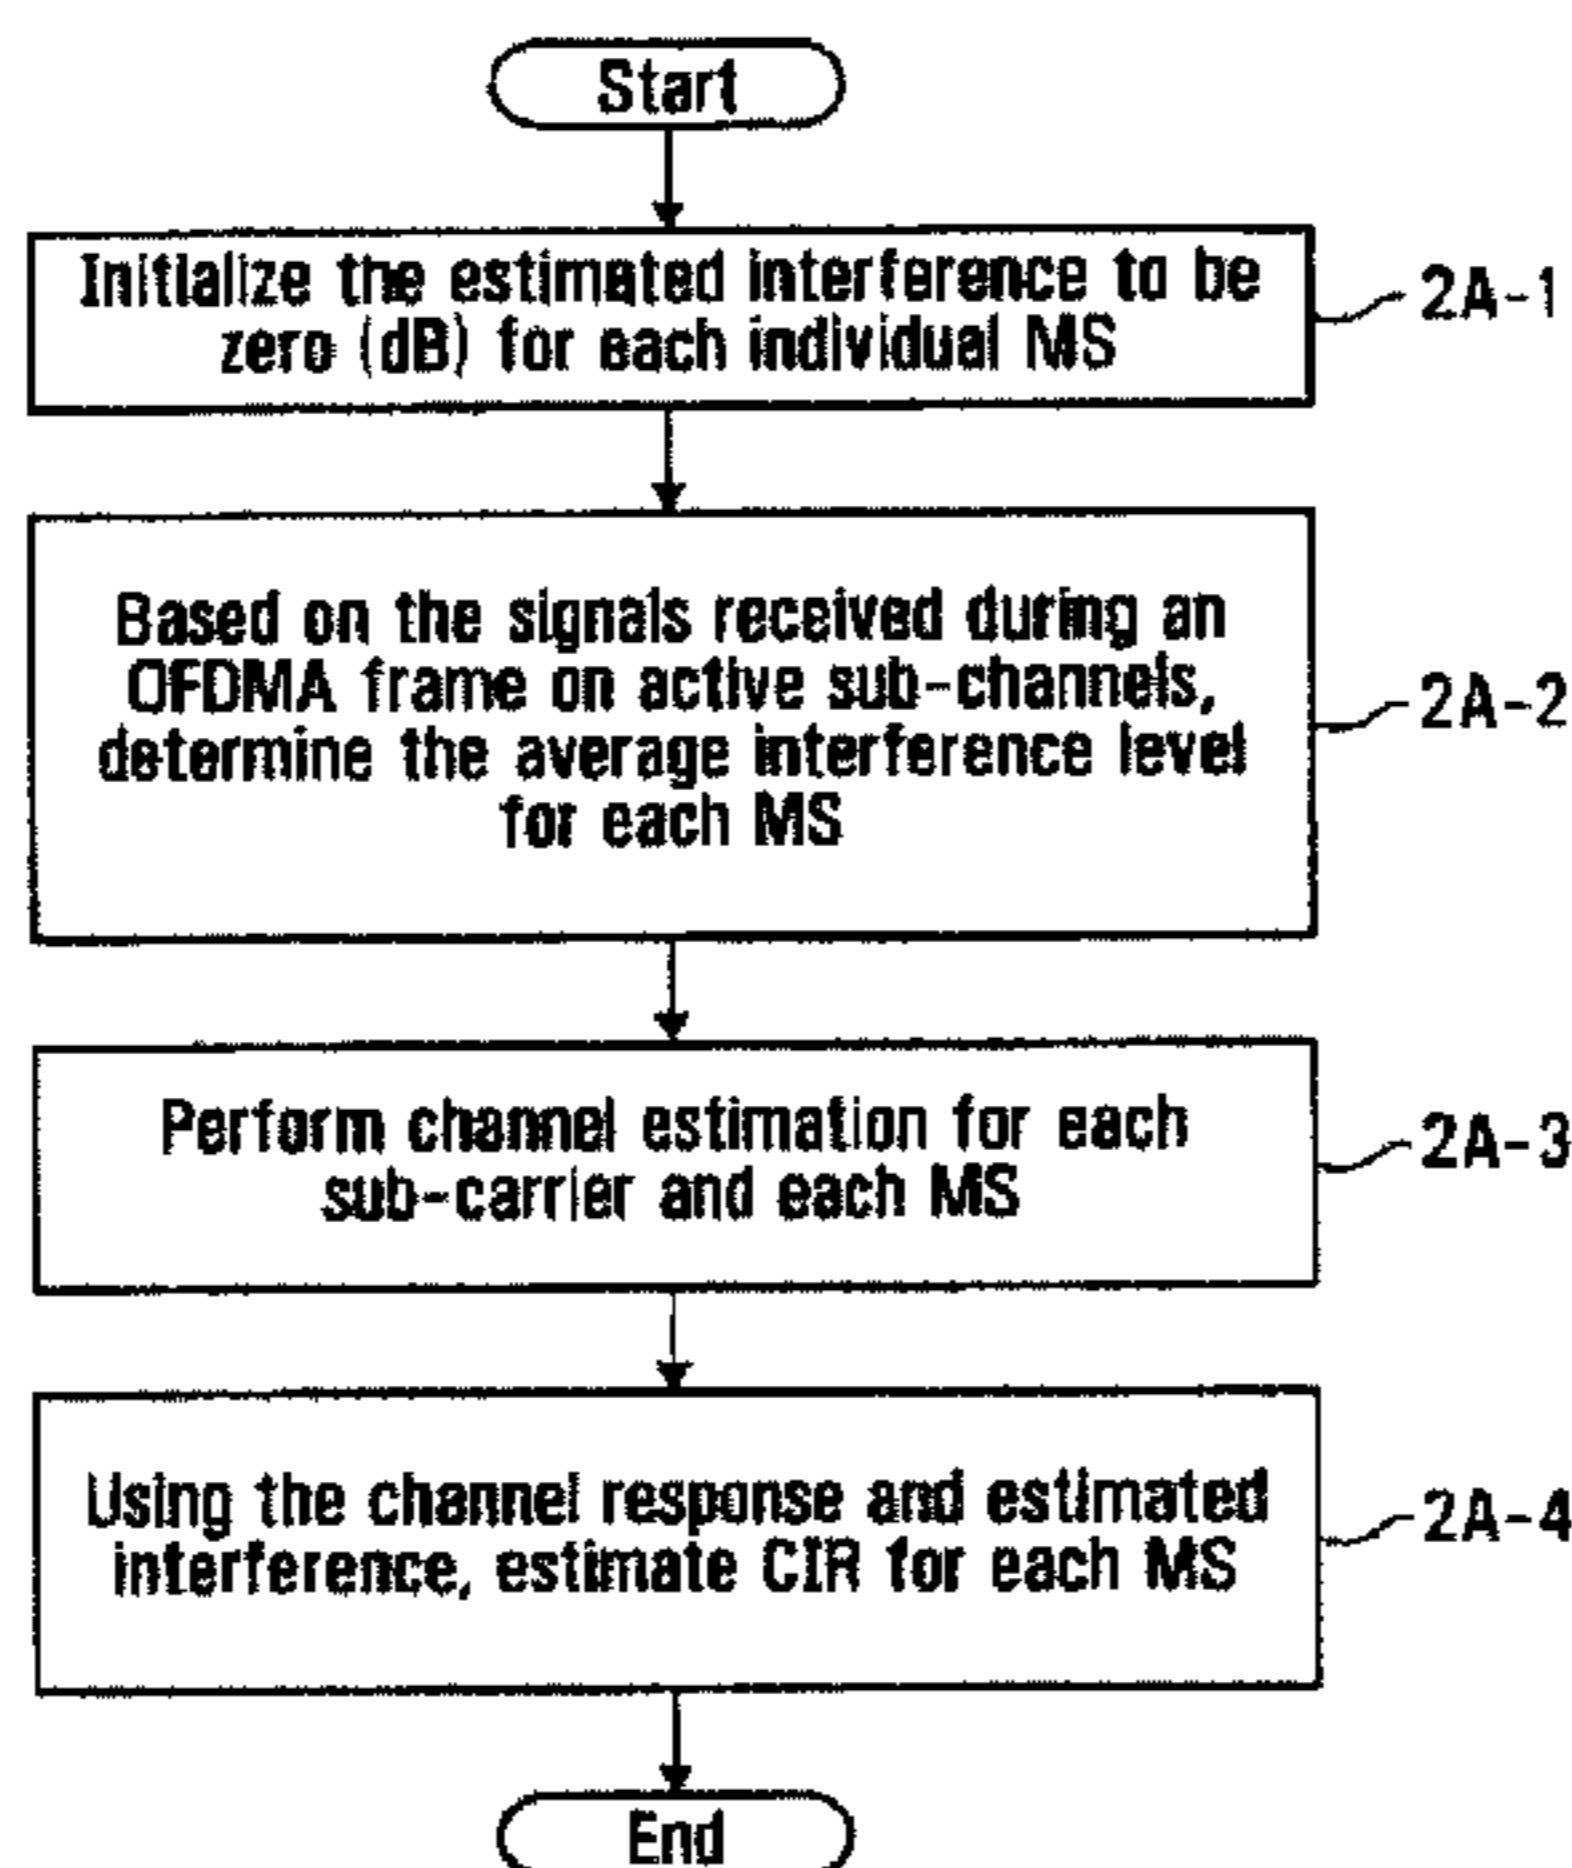 Start
Initialize the estimated interference to be
zero (dB) for each individual MS
2A-1
Based on the signals received during an
OFDMA frame on active sub-channels,
determine the average interference level
for each MS
2A-2
Perform channel estimation for each
sub-carrier and each MS
2A-3
Using the channel response and estimated
interference, estimate CIR for each MS
2A-4
End